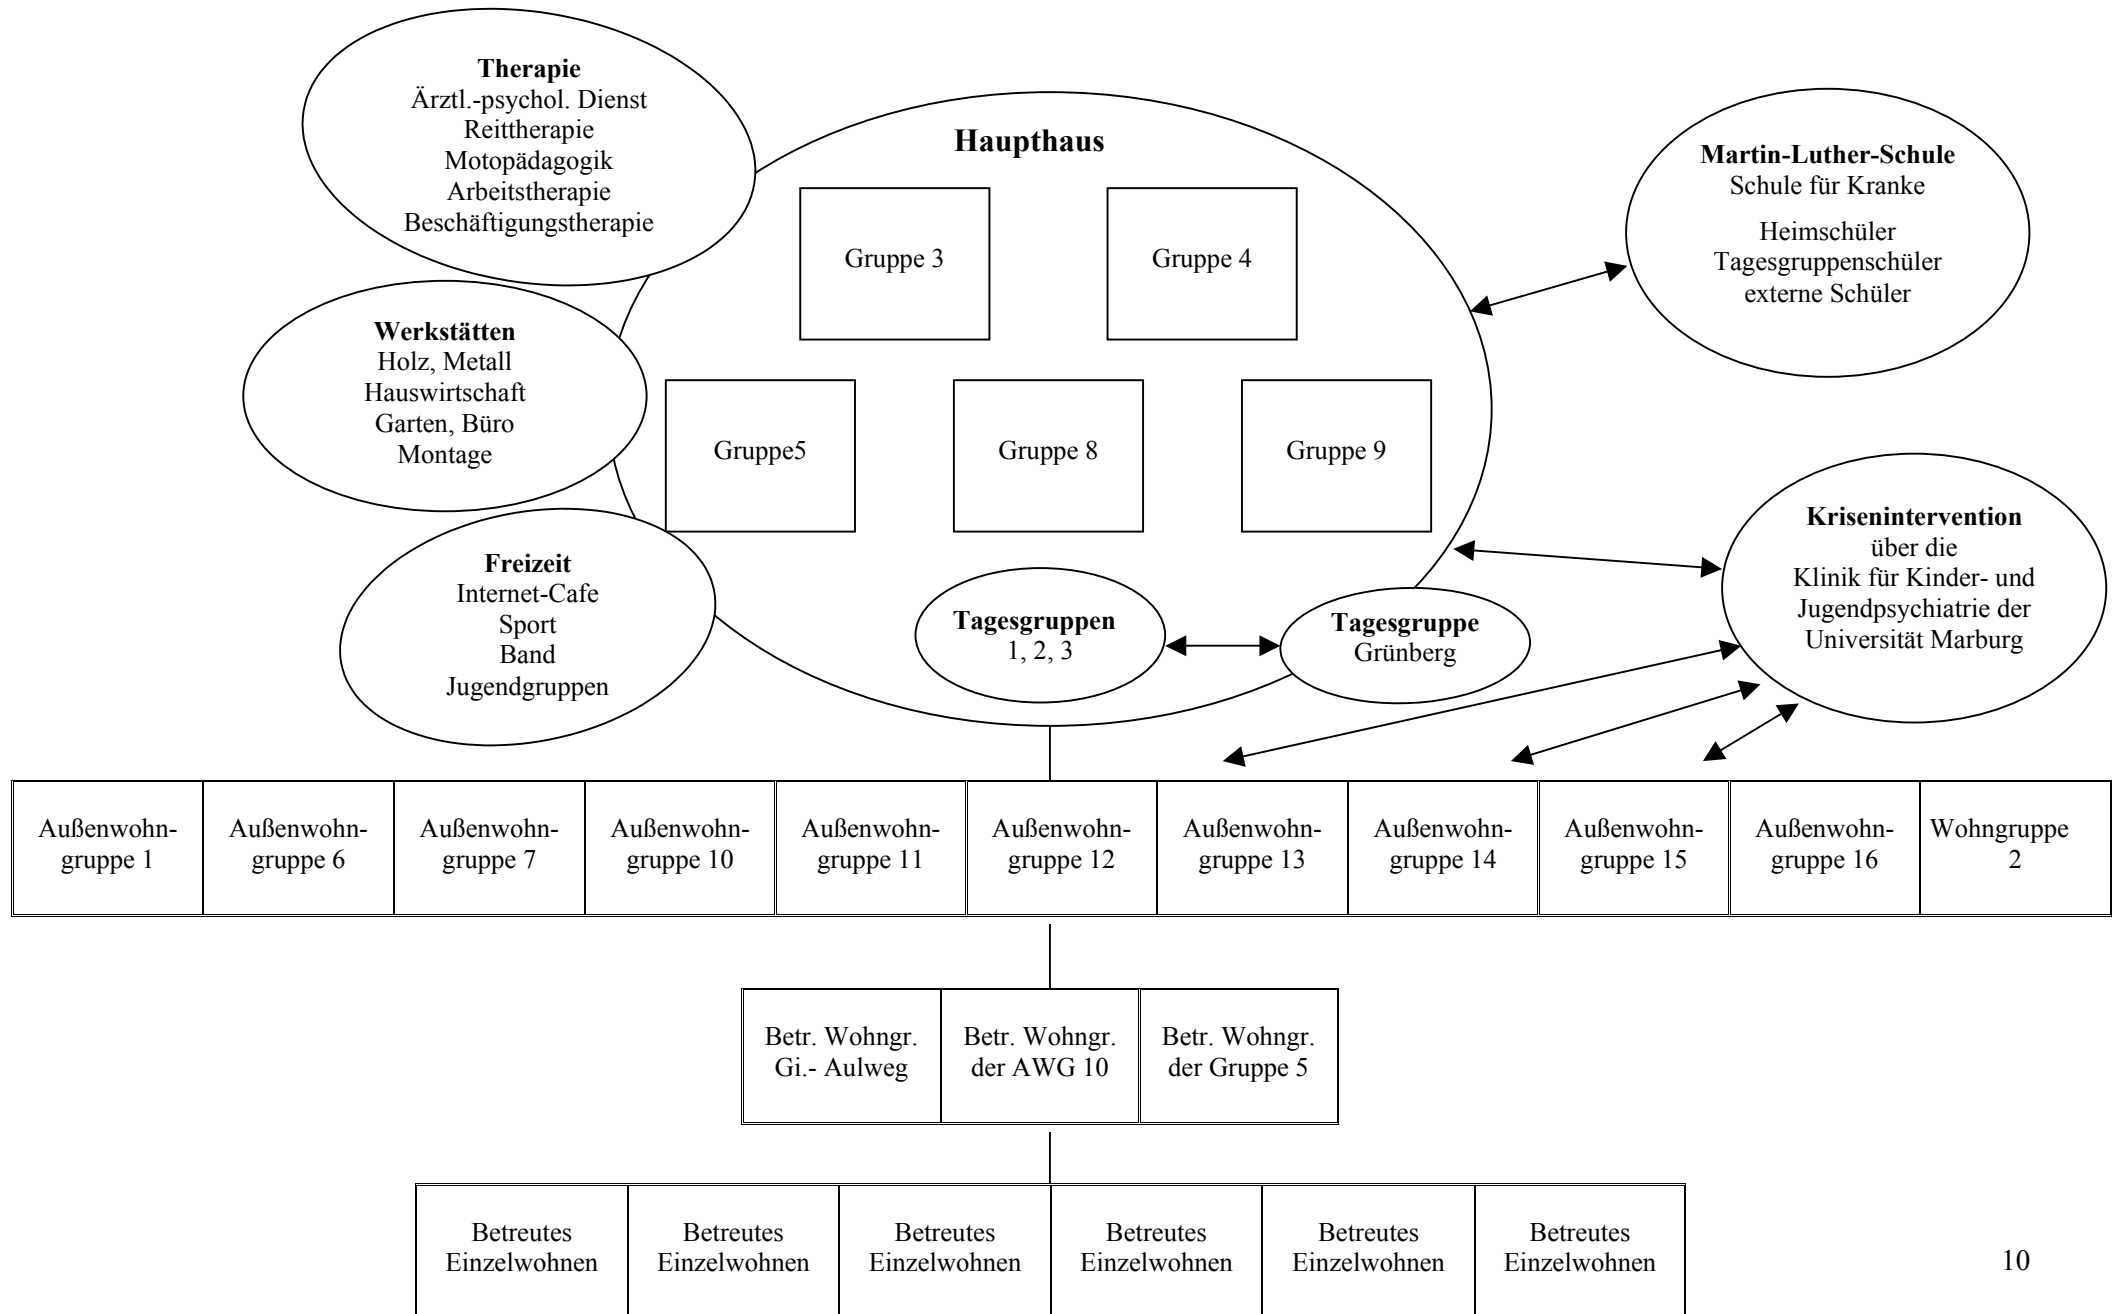 Therapie
Ärztl.-psychol. Dienst
Reittherapie
Motopädagogik
Arbeitstherapie
Beschäftigungstherapie
Haupthaus
Martin-Luther-Schule
Schule für Kranke
Heimschüler
Tagesgruppenschüler
externe Schüler
Gruppe 3
Gruppe 4
Werkstätten
Holz, Metall
Hauswirtschaft
Garten, Büro
Montage
Gruppe5
Gruppe 8
Gruppe 9
Krisenintervention
über die
Klinik für Kinder- und
Jugendpsychiatrie der
Universität Marburg
Freizeit
Internet-Cafe
Sport
Band
Jugendgruppen
Tagesgruppen
1, 2, 3
Tagesgruppe
Grünberg
Außenwohn-
gruppe 1
Außenwohn-
gruppe 6
Außenwohn-
gruppe 7
Außenwohn-
gruppe 10
Außenwohn-
gruppe 11
Außenwohn-
gruppe 12
Außenwohn-
gruppe 13
Außenwohn-
gruppe 14
Außenwohn-
gruppe 15
Außenwohn-
gruppe 16
Wohngruppe
2
Betr. Wohngr.
Gi.- Aulweg
Betr. Wohngr.
der AWG 10
Betr. Wohngr.
der Gruppe 5
Betreutes
Einzelwohnen
Betreutes
Einzelwohnen
Betreutes
Einzelwohnen
Betreutes
Einzelwohnen
Betreutes
Einzelwohnen
Betreutes
Einzelwohnen
10